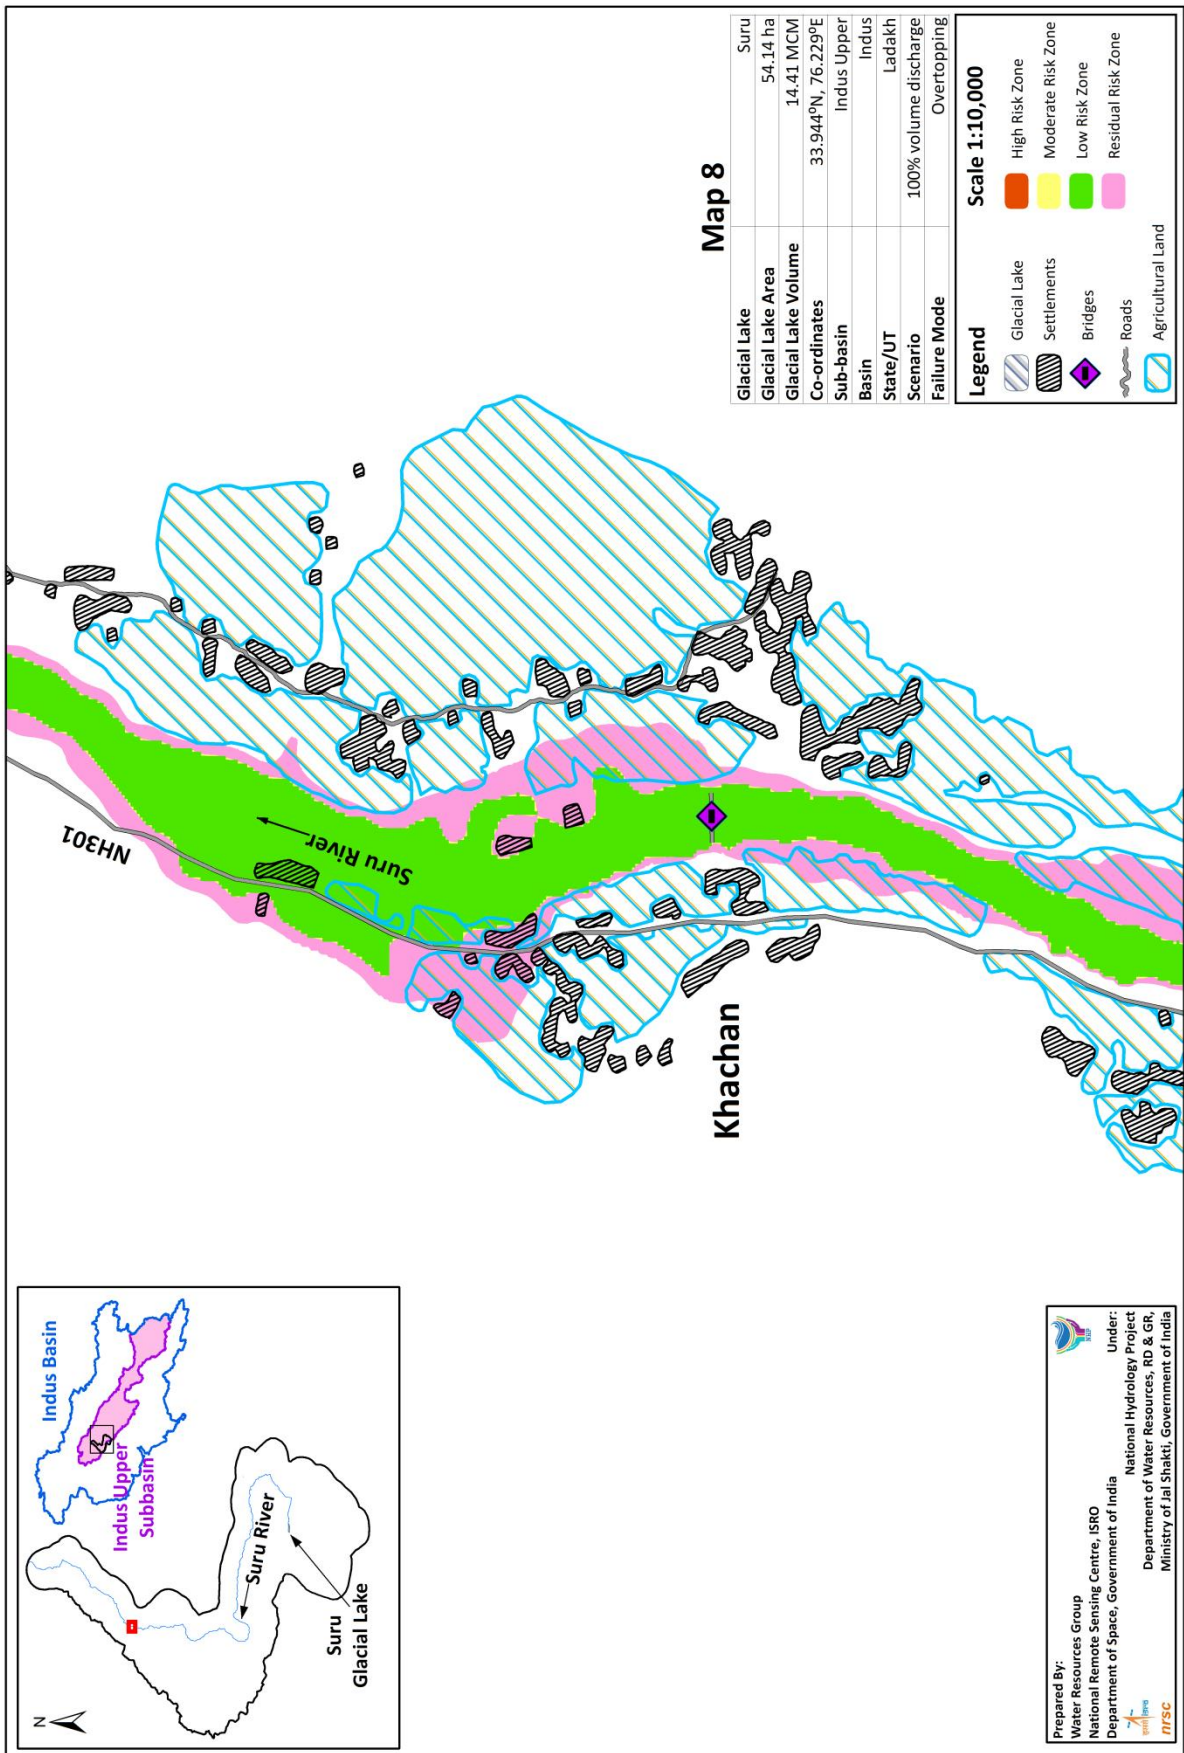 N
Indus Basin
Indus Upper
Subbasin
Suru River
Suru
Glacial Lake
NH301
Suru River
Khachan
Map 8
Glacial Lake Suru
Glacial Lake Area 54.14 ha
Glacial Lake Volume 14.41 MCM
Co-ordinates 33.944⁰N, 76.229⁰E
Sub-basin Indus Upper
Basin Indus
State/UT Ladakh
Scenario 100% volume discharge
Failure Mode Overtopping
Legend Scale 1:10,000
Glacial Lake High Risk Zone
Settlements Moderate Risk Zone
Bridges Low Risk Zone
Roads Residual Risk Zone
Agricultural Land
Prepared By:
Water Resources Group
National Remote Sensing Centre, ISRO
Department of Space, Government of India
nrsc
Under:
National Hydrology Project
Department of Water Resources, RD & GR,
Ministry of Jal Shakti, Government of India